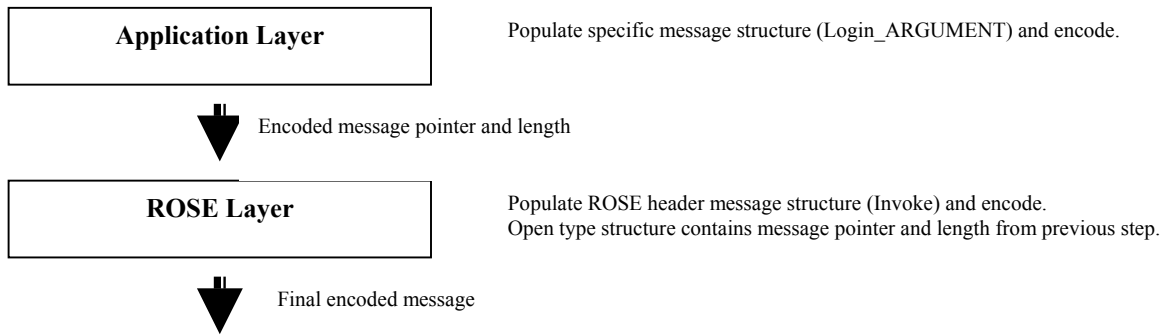 Application Layer
Populate specific message structure (Login_ARGUMENT) and encode.
Encoded message pointer and length
ROSE Layer
Populate ROSE header message structure (Invoke) and encode.
Open type structure contains message pointer and length from previous step.
Final encoded message